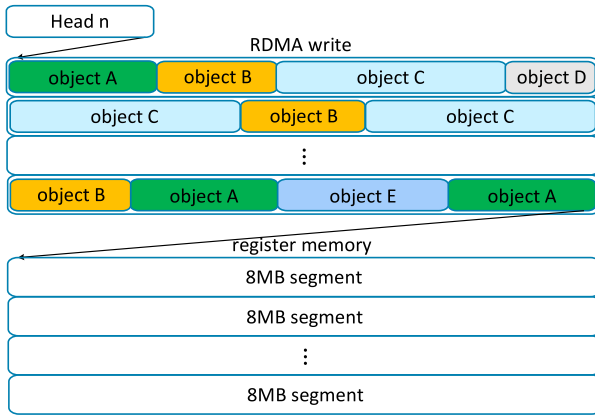 Head n
RDMA write
object A object B object C object D
object C object B object C
⋮
object B object A object E object A
register memory
8MB segment
8MB segment
⋮
8MB segment